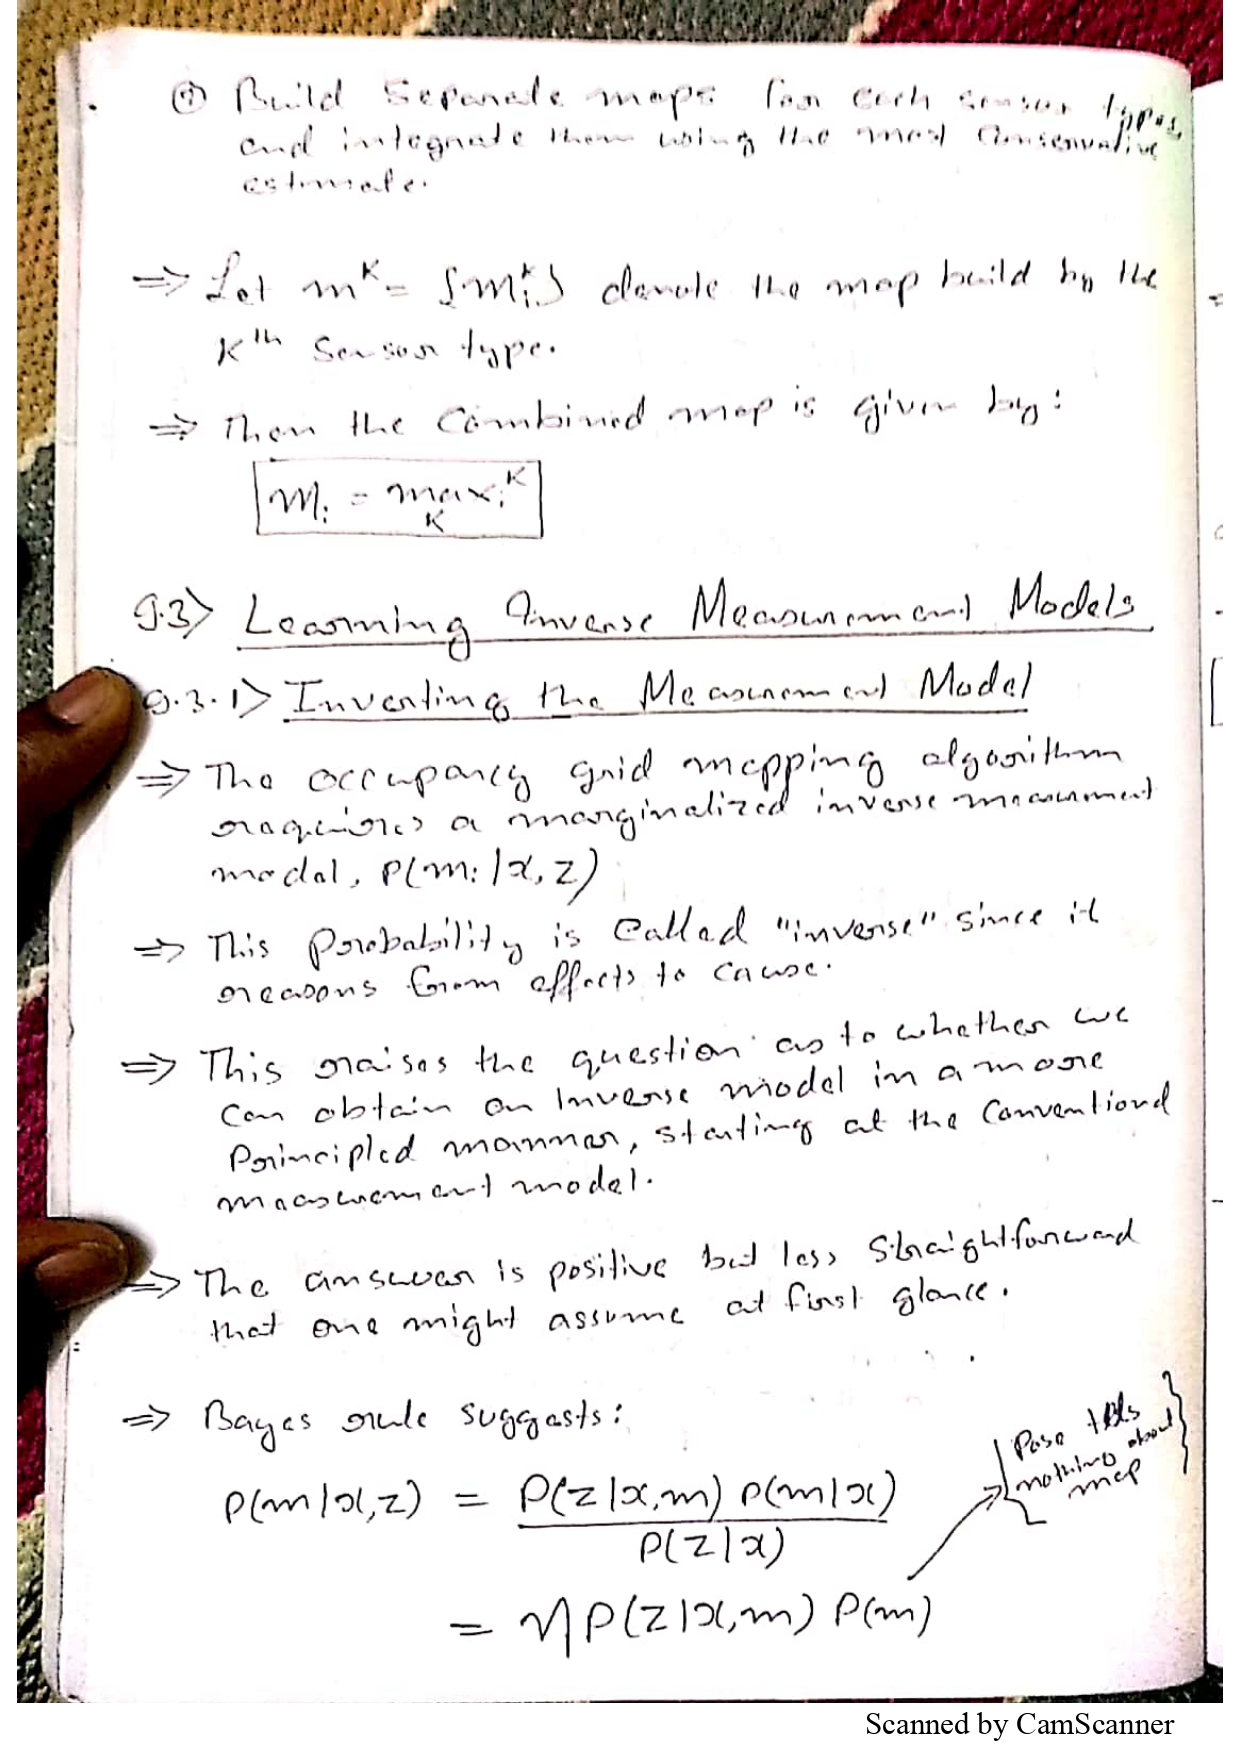 Build Separate maps for each sensor types,
and integrate them using the most Conservative
estimate.
⇒ Let m^k = {m_i^k} denote the map build by the
K^th Sensor type.
⇒ Then the Combined map is given by:
m_i = max_k i^K
9.3> Learning Inverse Measurement Models
9.3.1> Inverting the Measurement Model
⇒ The occupancy grid mapping algorithm
requires a marginalized inverse measurement
model, P(m_i | x, z)
⇒ This Probability is Called "inverse" since it
reasons from effects to cause.
⇒ This raises the question as to whether we
can obtain an Inverse model in a more
Principled manner, starting at the Conventional
measurement model.
⇒ The answer is positive but less Straightforward
that one might assume at first glance.
⇒ Bayes rule suggests:
P(m|x,z) = P(z|x,m) P(m|x) / P(z|x)
Pose tells
nothing about
map
= η P(z|x,m) P(m)
Scanned by CamScanner